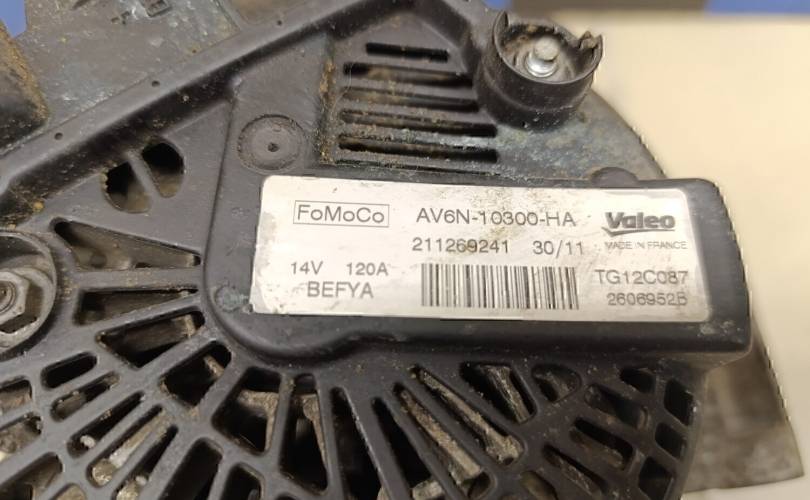 FoMoCo AV6N-10300-HA Valeo
211269241 30/11 MADE IN FRANCE
14V 120A TG12C087
BEFYA 2606952B